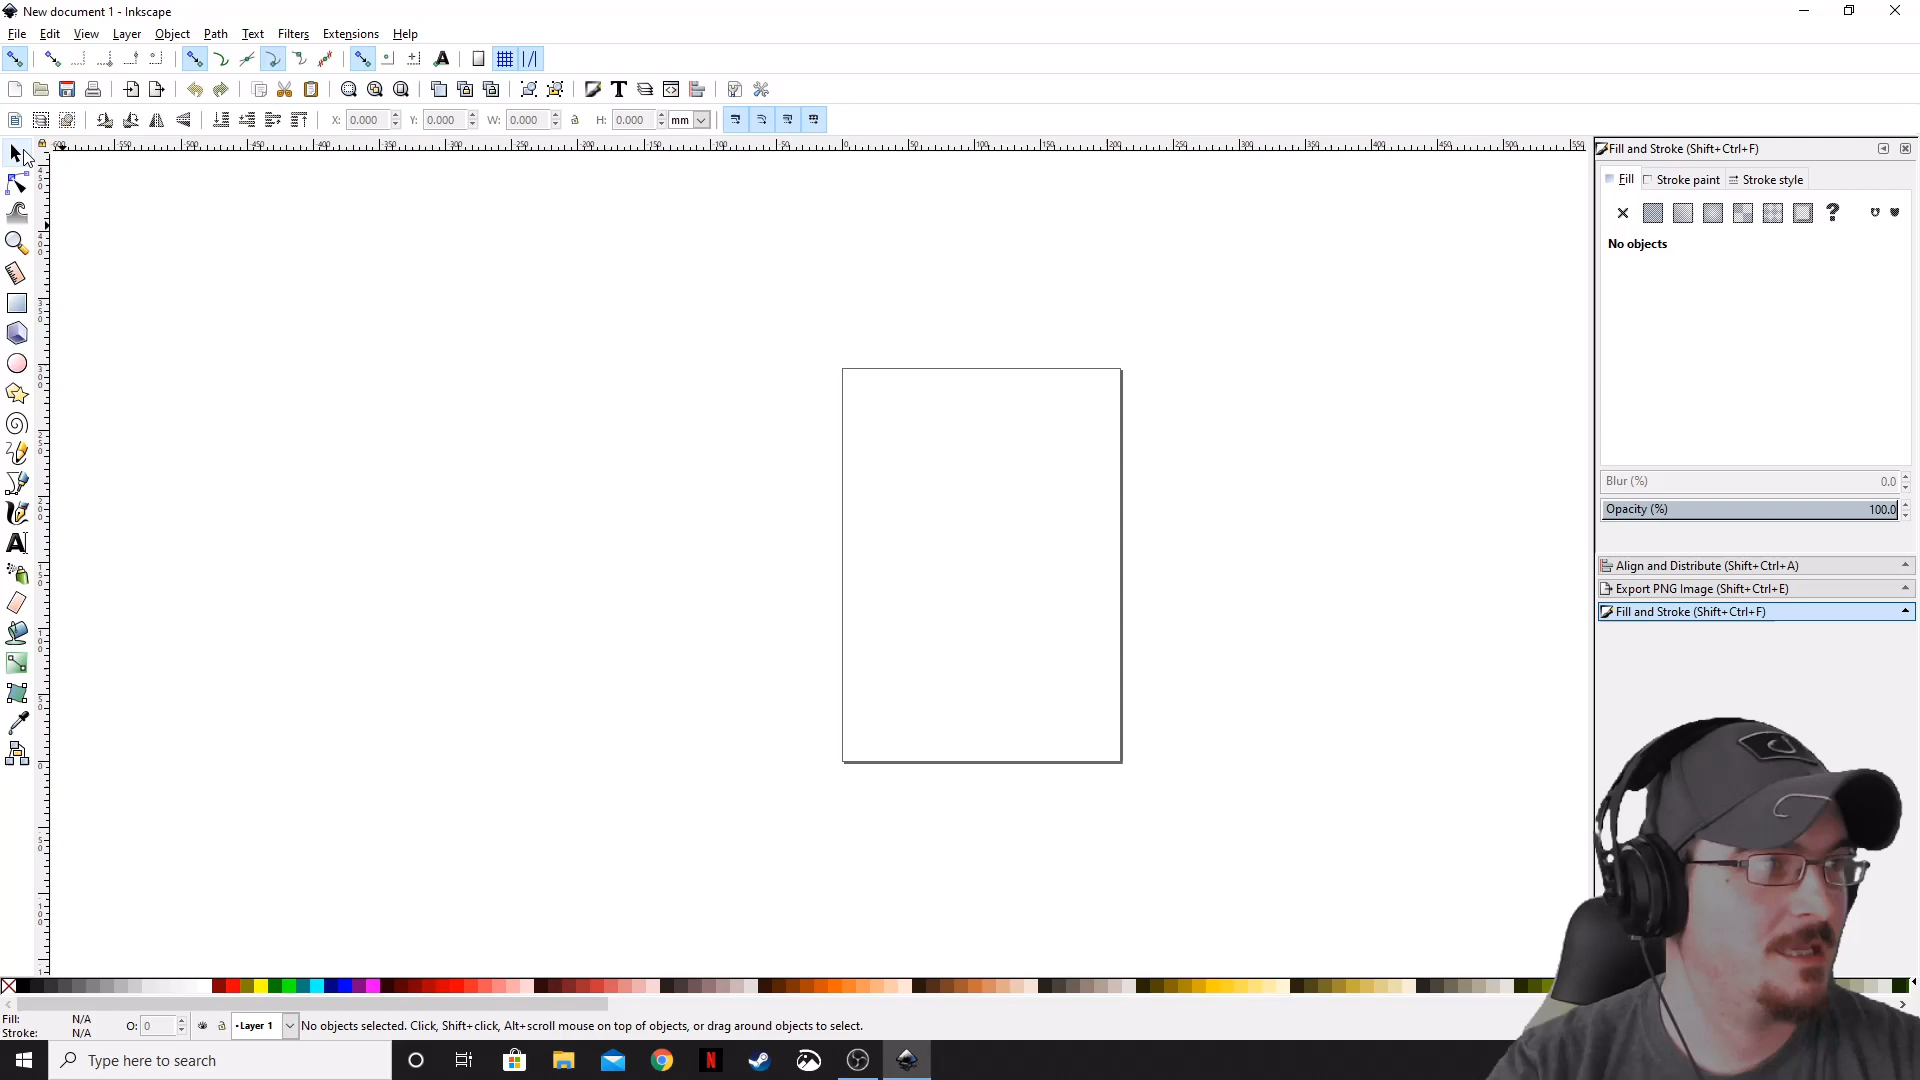 New document 1 - Inkscape
File Edit View Layer Object Path Text Filters Extensions Help
X: 0.000 Y: 0.000 W: 0.000 H: 0.000 mm
Fill and Stroke (Shift+Ctrl+F)
Fill Stroke paint Stroke style
No objects
Blur (%) 0.0
Opacity (%) 100.0
Align and Distribute (Shift+Ctrl+A)
Export PNG Image (Shift+Ctrl+E)
Fill and Stroke (Shift+Ctrl+F)
Fill: N/A
Stroke: N/A
O: 0
Layer 1
No objects selected. Click, Shift+click, Alt+scroll mouse on top of objects, or drag around objects to select.
Type here to search